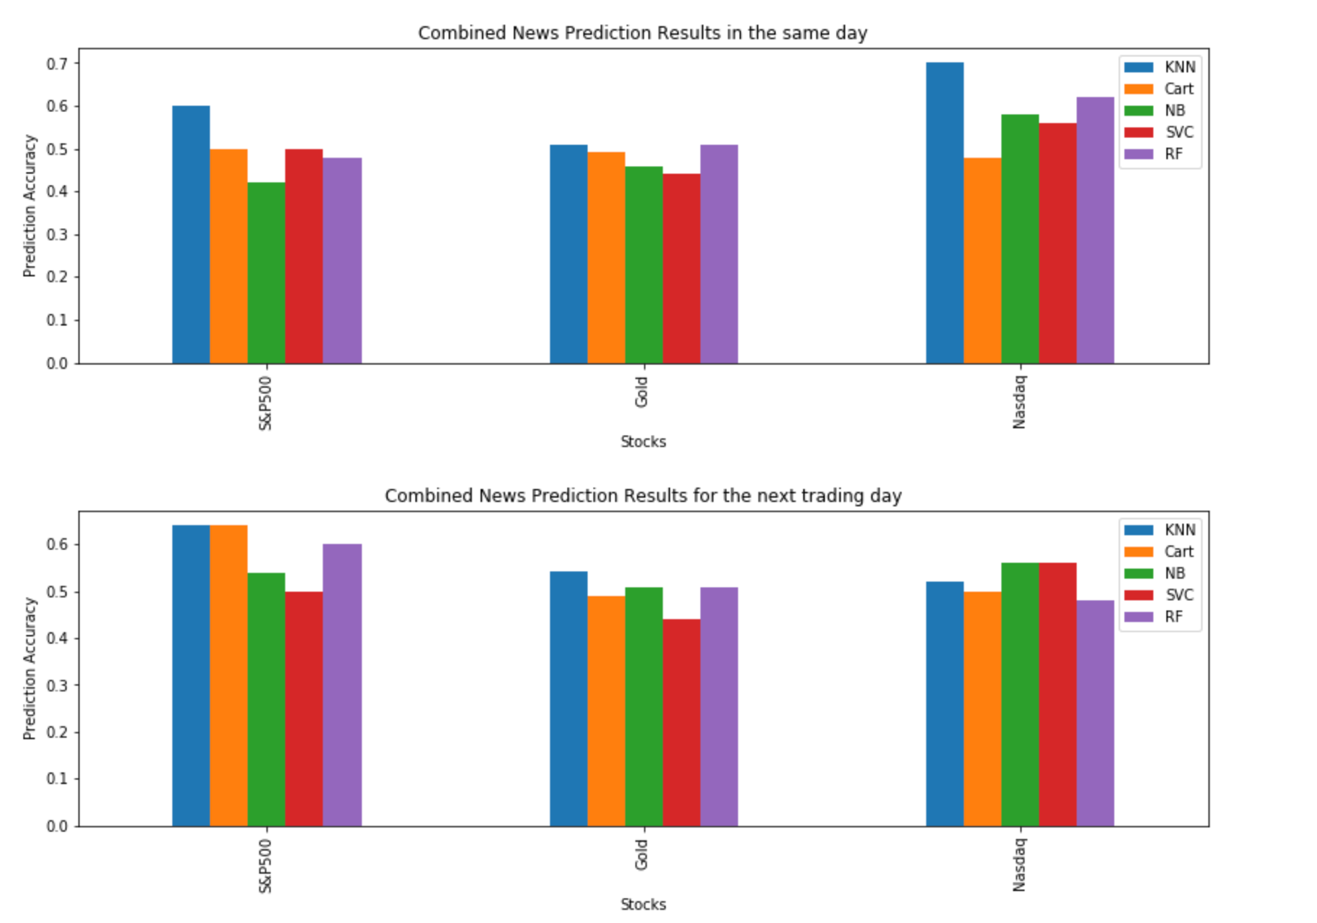 Combined News Prediction Results in the same day
0.7
0.6
0.5
0.4
0.3
0.2
0.1
0.0
Prediction Accuracy
KNN
Cart
NB
SVC
RF
S&P500
Gold
Nasdaq
Stocks
Combined News Prediction Results for the next trading day
0.6
0.5
0.4
0.3
0.2
0.1
0.0
Prediction Accuracy
KNN
Cart
NB
SVC
RF
S&P500
Gold
Nasdaq
Stocks